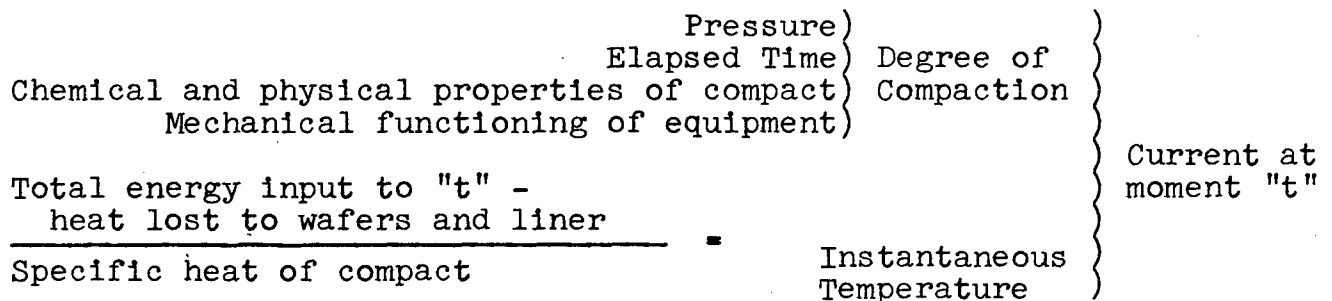 Pressure)
Elapsed Time) Degree of
Chemical and physical properties of compact) Compaction
Mechanical functioning of equipment)
Current at
Total energy input to "t" - moment "t"
heat lost to wafers and liner
=
Specific heat of compact Instantaneous
Temperature